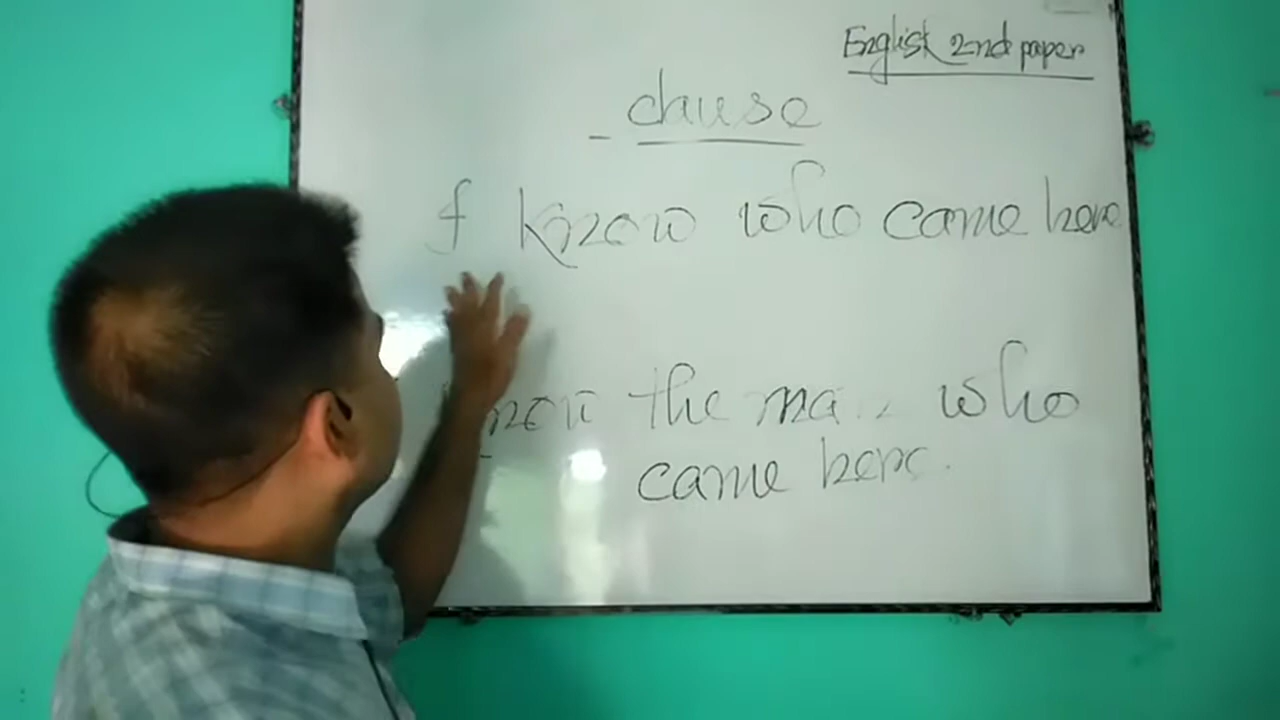 English 2nd paper
- clause
I know who came here
know the man who
came here.